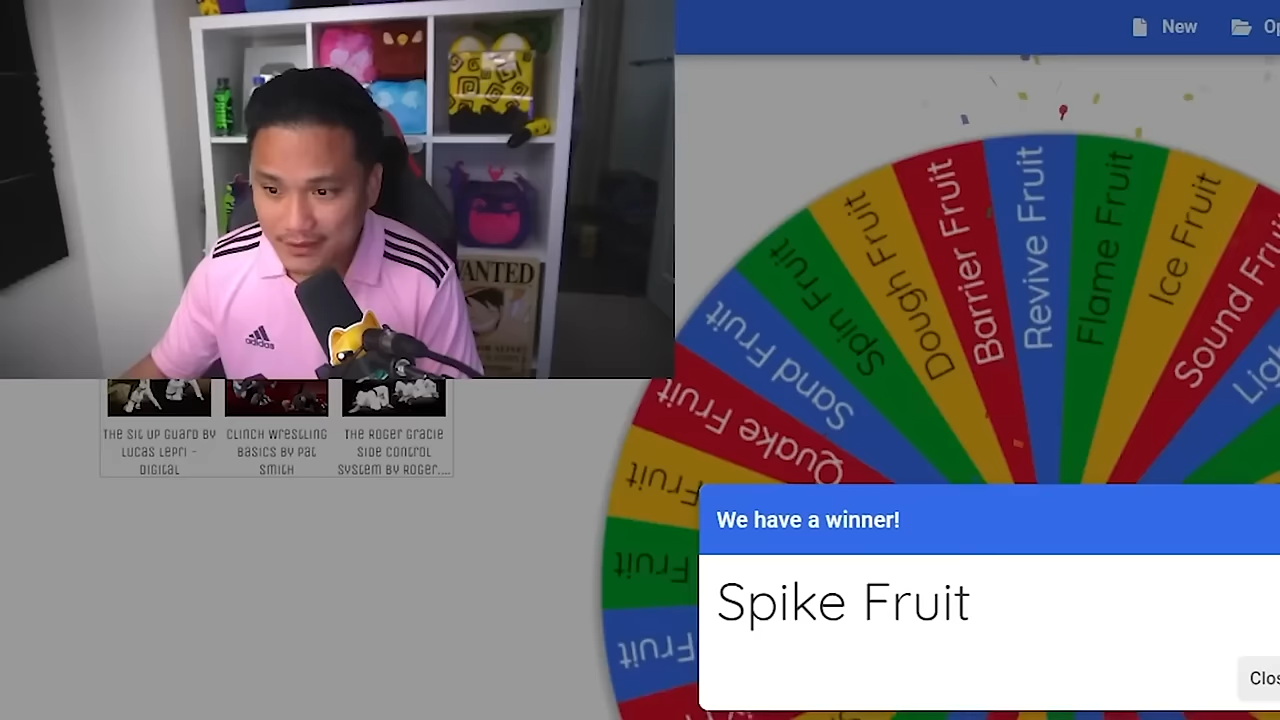 New
Op
WANTED
adidas
THE SIT UP GUARD BY
LUCAS LEPRI -
DIGITAL
CLINCH WRESTLING
BASICS BY PAT
SMITH
THE ROGER GRACIE
SIDE CONTROL
SYSTEM BY ROGER....
Fruit
Fruit
Fruit
Quake Fruit
Sand Fruit
Spin Fruit
Dough Fruit
Barrier Fruit
Revive Fruit
Flame Fruit
Ice Fruit
Sound Frui
Ligh
We have a winner!
Spike Fruit
Clos